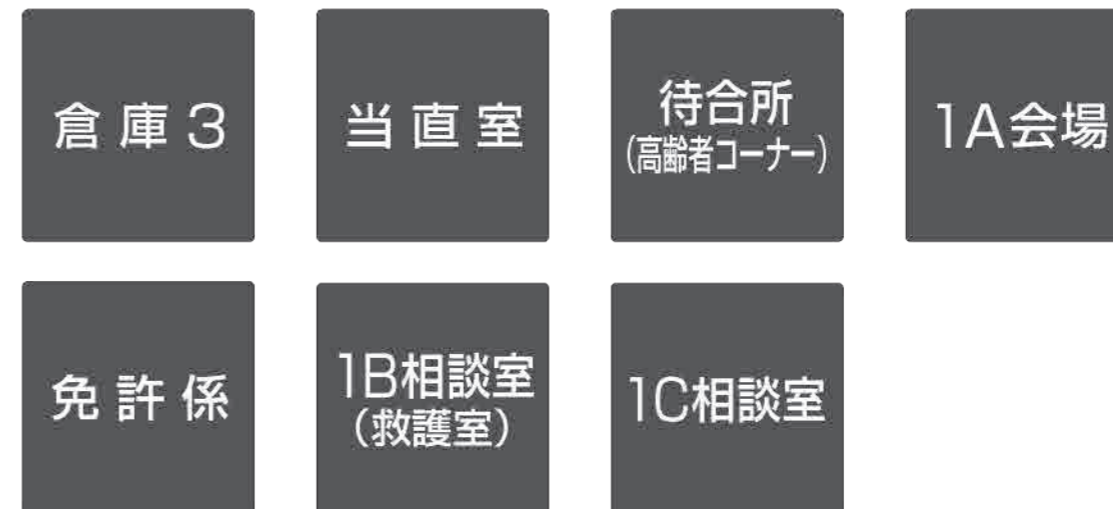 倉庫3
当直室
待合所
(高齢者コーナー)
1A会場
免許係
1B相談室
(救護室)
1C相談室